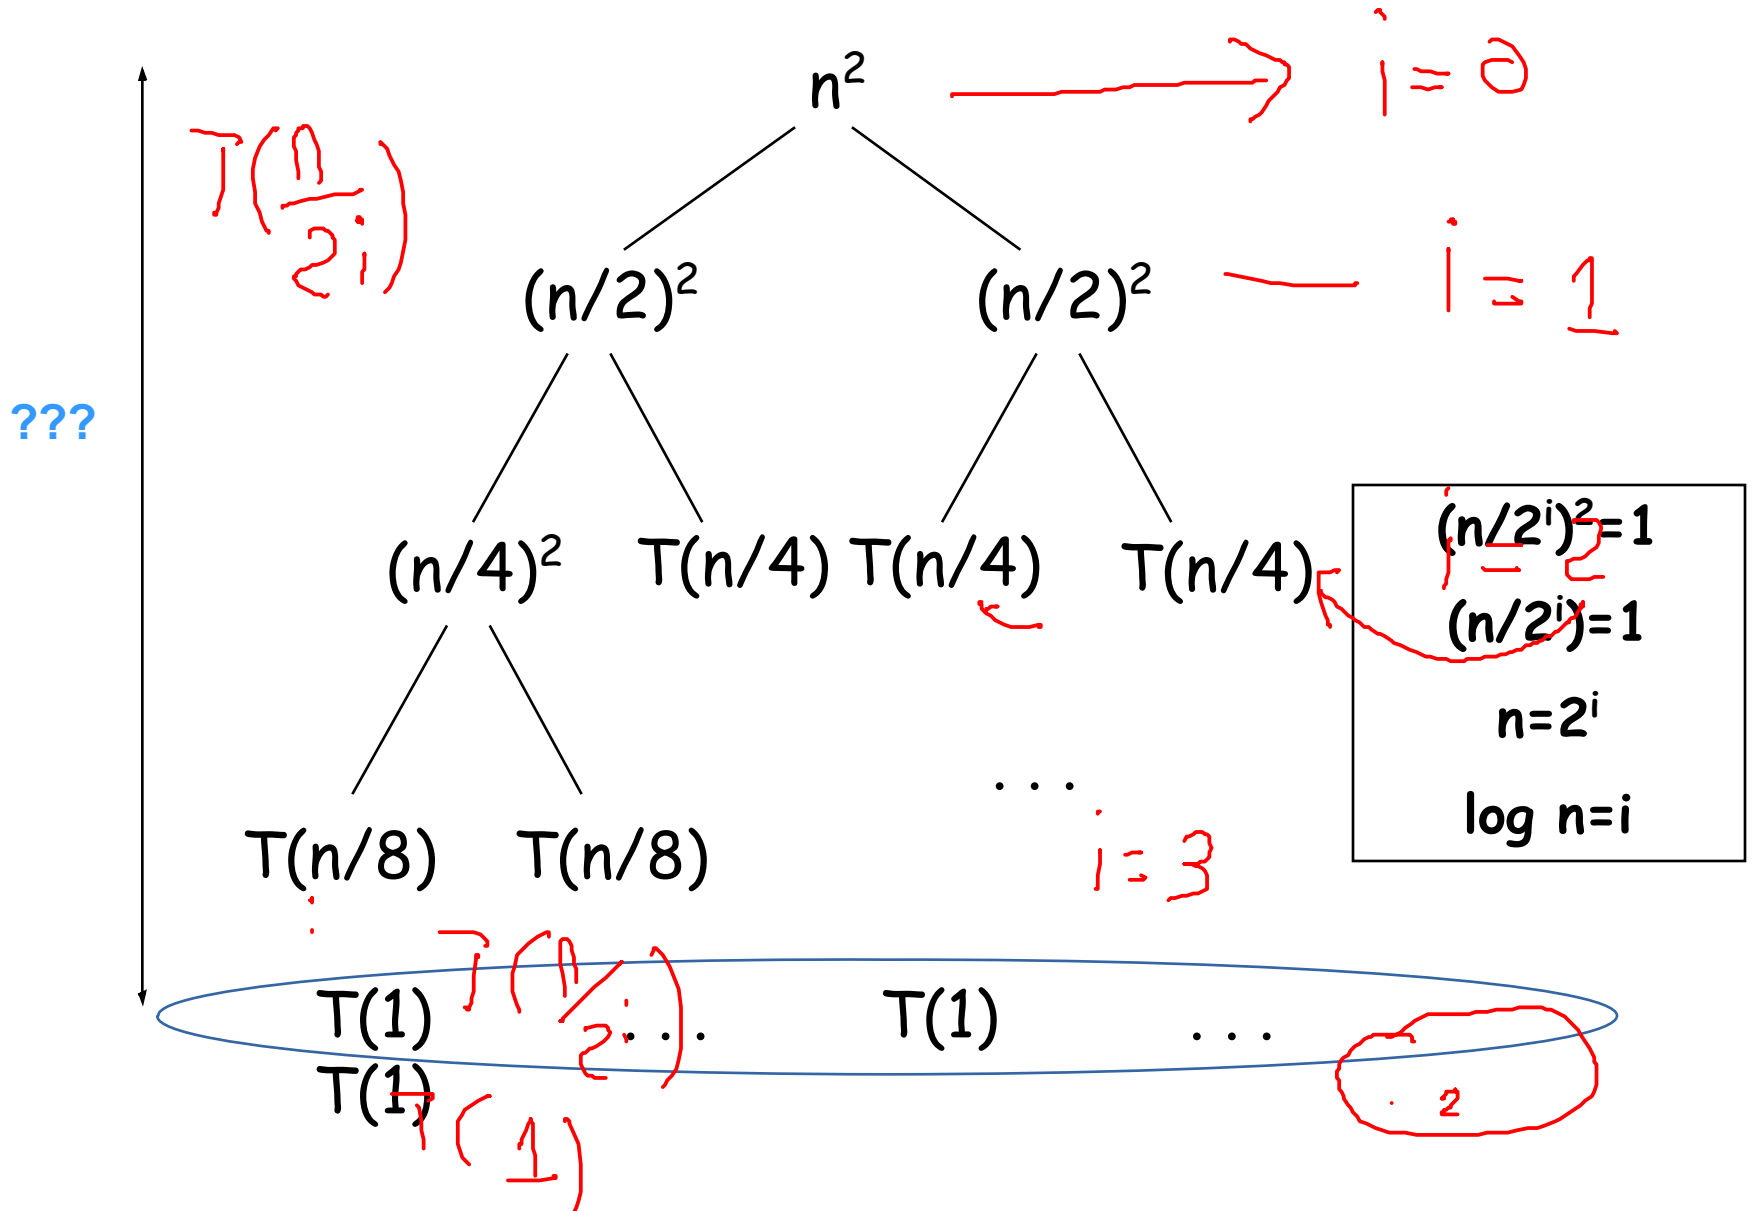 n² i = 0
T(n/2i)
(n/2)² (n/2)² i = 1
???
(n/4)² T(n/4) T(n/4) T(n/4) i = 2
(n/2ⁱ)²=1
(n/2ⁱ)=1
n=2ⁱ
log n=i
. . .
T(n/8) T(n/8) i = 3
T(1) T(n/2i) . . . T(1) . . .
T(1) T(1)
2